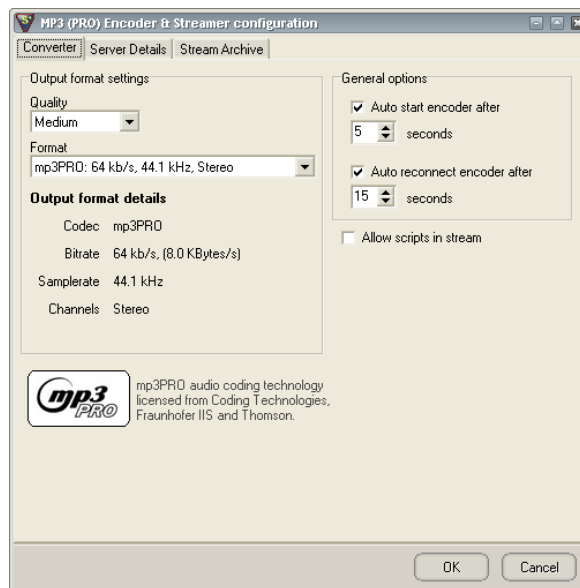 MP3 (PRO) Encoder & Streamer configuration
Converter
Server Details
Stream Archive
Output format settings
Quality
Medium
Format
mp3PRO: 64 kb/s, 44.1 kHz, Stereo
Output format details
Codec mp3PRO
Bitrate 64 kb/s, (8.0 KBytes/s)
Samplerate 44.1 kHz
Channels Stereo
General options
Auto start encoder after
5 seconds
Auto reconnect encoder after
15 seconds
Allow scripts in stream
mp3
PRO
mp3PRO audio coding technology
licensed from Coding Technologies,
Fraunhofer IIS and Thomson.
OK
Cancel